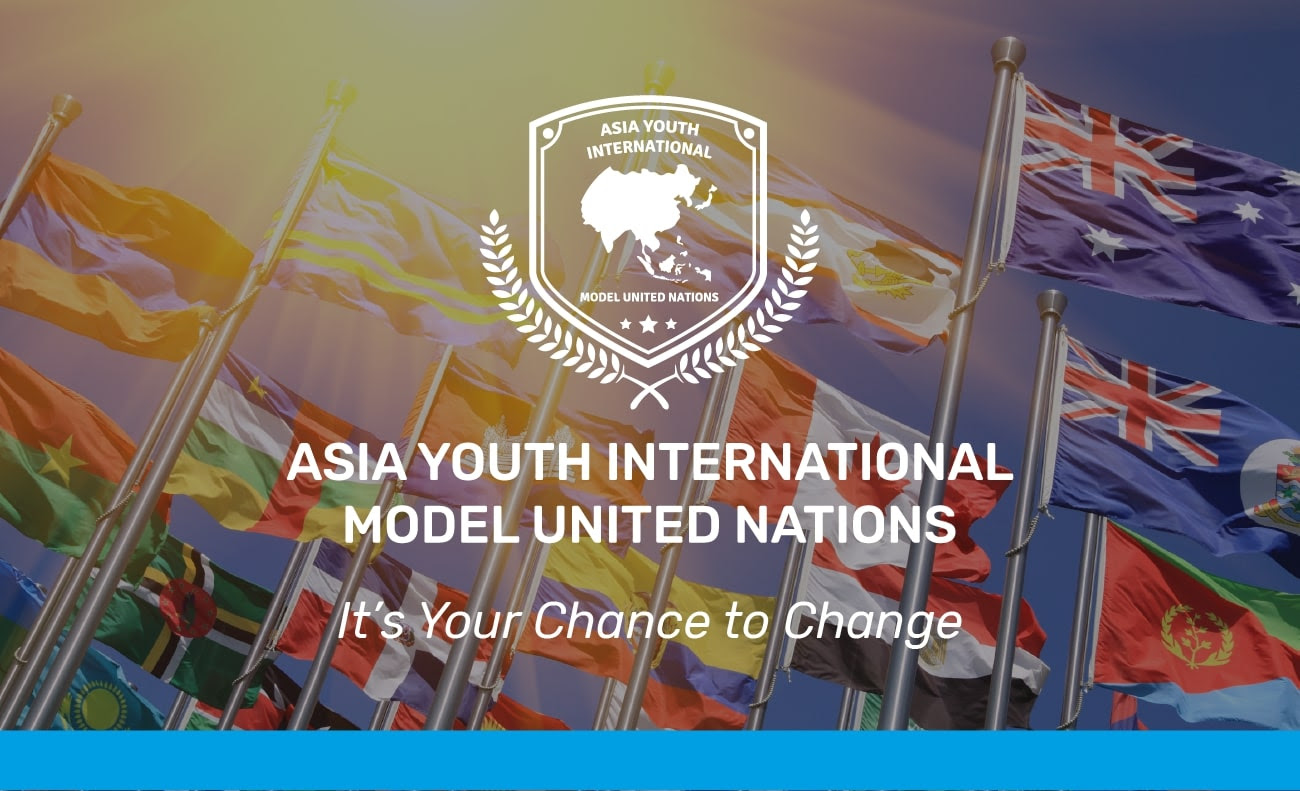 ASIA YOUTH
INTERNATIONAL
MODEL UNITED NATIONS
ASIA YOUTH INTERNATIONAL
MODEL UNITED NATIONS
It's Your Chance to Change